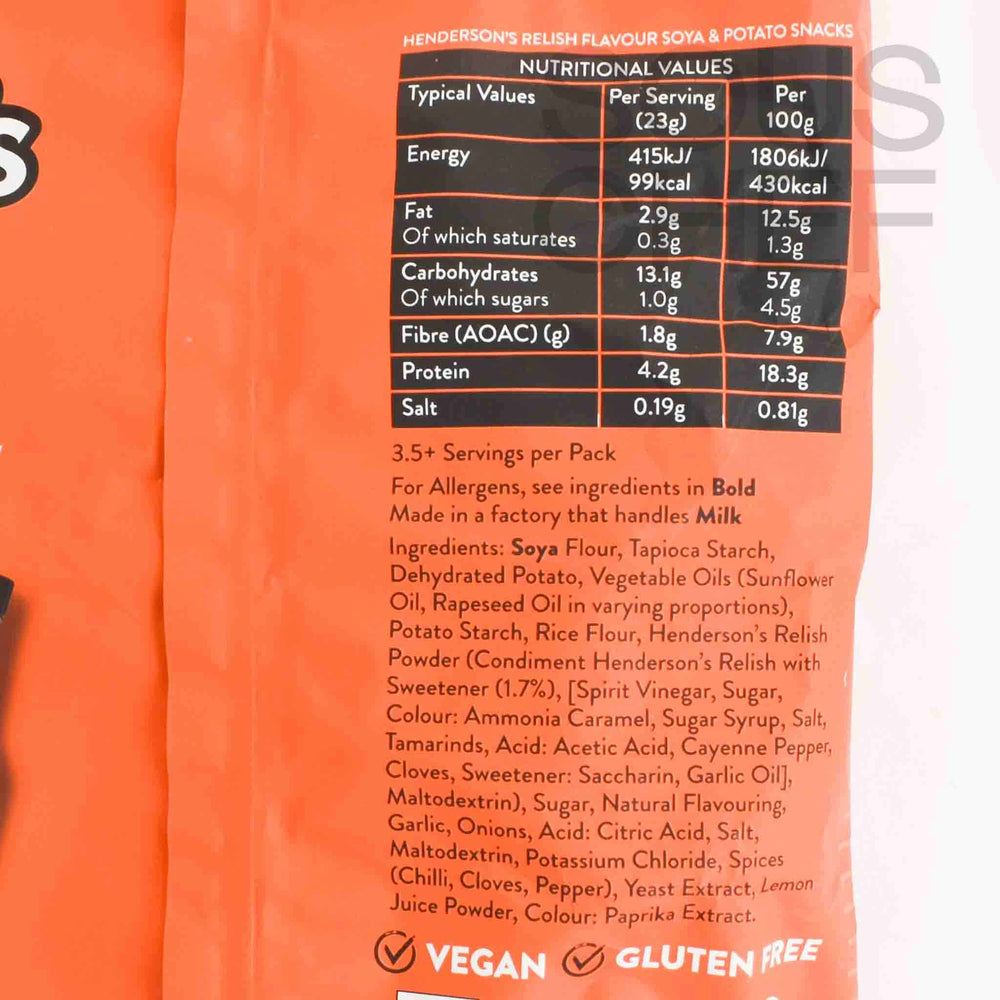 HENDERSON'S RELISH FLAVOUR SOYA & POTATO SNACKS
NUTRITIONAL VALUES
Typical Values Per Serving (23g) Per 100g
Energy 415kJ/ 99kcal 1806kJ/ 430kcal
Fat 2.9g 12.5g
Of which saturates 0.3g 1.3g
Carbohydrates 13.1g 57g
Of which sugars 1.0g 4.5g
Fibre (AOAC) (g) 1.8g 7.9g
Protein 4.2g 18.3g
Salt 0.19g 0.81g
3.5+ Servings per Pack
For Allergens, see ingredients in Bold
Made in a factory that handles Milk
Ingredients: Soya Flour, Tapioca Starch,
Dehydrated Potato, Vegetable Oils (Sunflower
Oil, Rapeseed Oil in varying proportions),
Potato Starch, Rice Flour, Henderson's Relish
Powder (Condiment Henderson's Relish with
Sweetener (1.7%), [Spirit Vinegar, Sugar,
Colour: Ammonia Caramel, Sugar Syrup, Salt,
Tamarinds, Acid: Acetic Acid, Cayenne Pepper,
Cloves, Sweetener: Saccharin, Garlic Oil],
Maltodextrin), Sugar, Natural Flavouring,
Garlic, Onions, Acid: Citric Acid, Salt,
Maltodextrin, Potassium Chloride, Spices
(Chilli, Cloves, Pepper), Yeast Extract, Lemon
Juice Powder, Colour: Paprika Extract.
VEGAN GLUTEN FREE